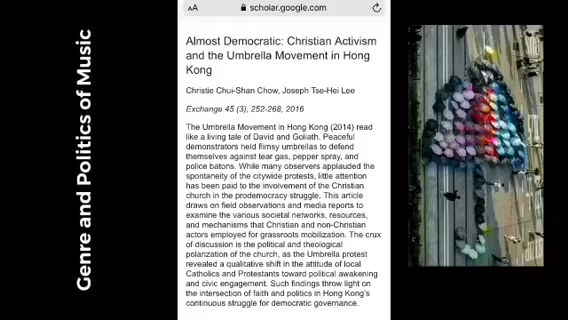 Genre and Politics of Music
AA
scholar.google.com
Almost Democratic: Christian Activism
and the Umbrella Movement in Hong
Kong
Christie Chui-Shan Chow, Joseph Tse-Hei Lee
Exchange 45 (3), 252-268, 2016
The Umbrella Movement in Hong Kong (2014) read
like a living tale of David and Goliath. Peaceful
demonstrators held flimsy umbrellas to defend
themselves against tear gas, pepper spray, and
police batons. While many observers applauded the
spontaneity of the citywide protests, little attention
has been paid to the involvement of the Christian
church in the prodemocracy struggle. This article
draws on field observations and media reports to
examine the various societal networks, resources,
and mechanisms that Christian and non-Christian
actors employed for grassroots mobilization. The crux
of discussion is the political and theological
polarization of the church, as the Umbrella protest
revealed a qualitative shift in the attitude of local
Catholics and Protestants toward political awakening
and civic engagement. Such findings throw light on
the intersection of faith and politics in Hong Kong's
continuous struggle for democratic governance.